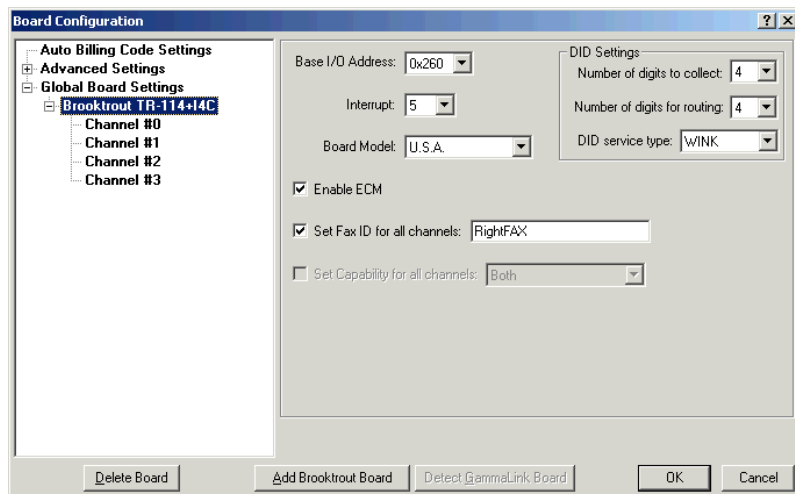 Board Configuration
Auto Billing Code Settings
Advanced Settings
Global Board Settings
Brooktrout TR-114+I4C
Channel #0
Channel #1
Channel #2
Channel #3
Base I/O Address: 0x260
Interrupt: 5
Board Model: U.S.A.
DID Settings
Number of digits to collect: 4
Number of digits for routing: 4
DID service type: WINK
Enable ECM
Set Fax ID for all channels: RightFAX
Set Capability for all channels: Both
Delete Board
Add Brooktrout Board
Detect GammaLink Board
OK
Cancel